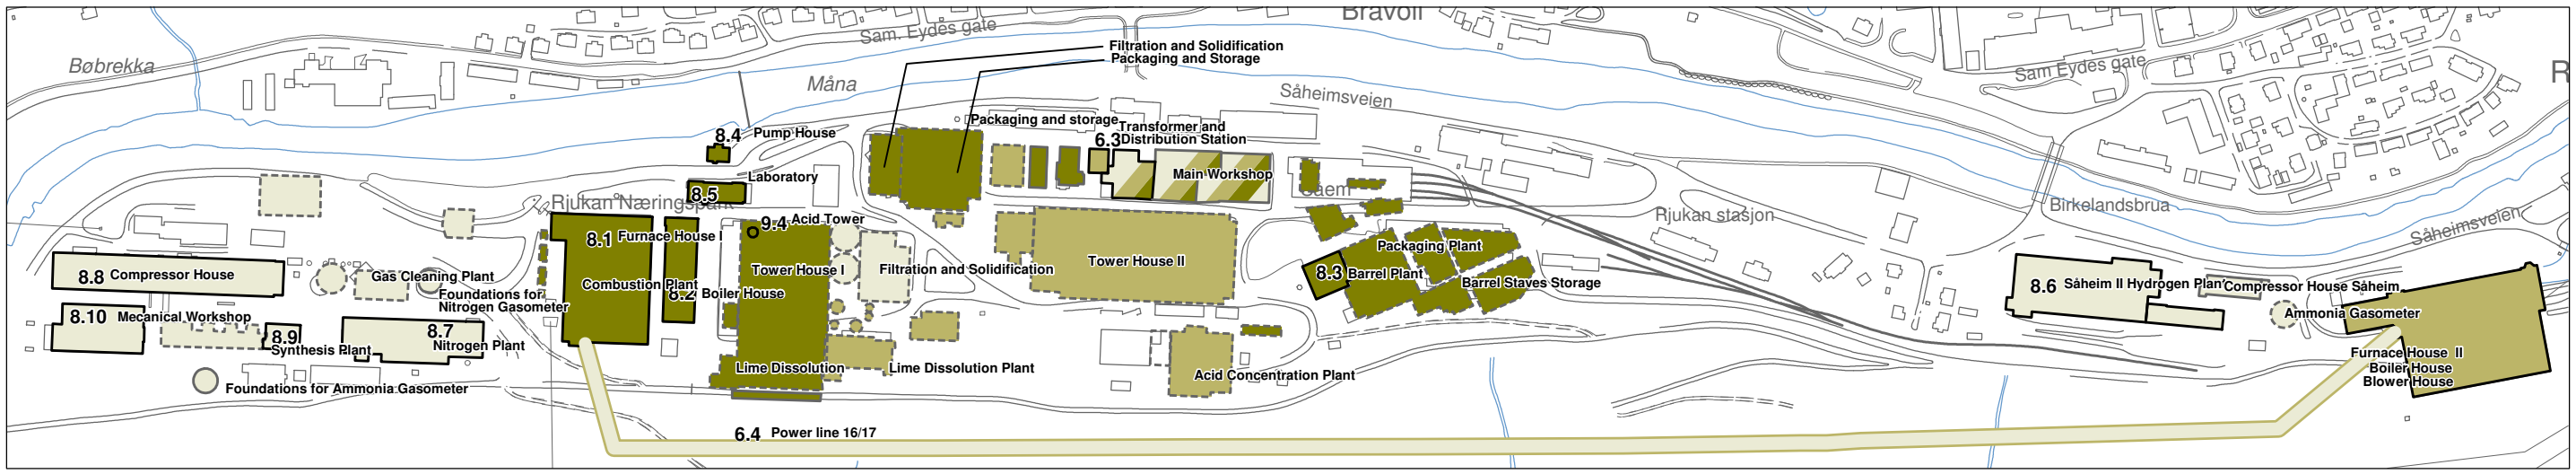 Bravoll
Sam. Eydes gate
Bøbrekka
Måna
Filtration and Solidification
Packaging and Storage
Sam Eydes gate
R
Såheimsveien
8.4 Pump House
Packaging and storage
Transformer and
6.3 Distribution Station
Laboratory
8.5
Main Workshop
Rjukan Næringspark
Rjukan stasjon
Birkelandsbrua
Såheimsveien
8.1 Furnace House I
9.4 Acid Tower
Packaging Plant
8.8 Compressor House
Gas Cleaning Plant
Combustion Plant
8.2 Boiler House
Tower House I
Filtration and Solidification
Tower House II
8.3 Barrel Plant
Barrel Staves Storage
8.6 Såheim II Hydrogen Plant
Compressor House Såheim
Foundations for
Nitrogen Gasometer
Ammonia Gasometer
8.10 Mecanical Workshop
8.9
Synthesis Plant
8.7
Nitrogen Plant
Furnace House II
Boiler House
Blower House
Lime Dissolution
Lime Dissolution Plant
Acid Concentration Plant
Foundations for Ammonia Gasometer
6.4 Power line 16/17